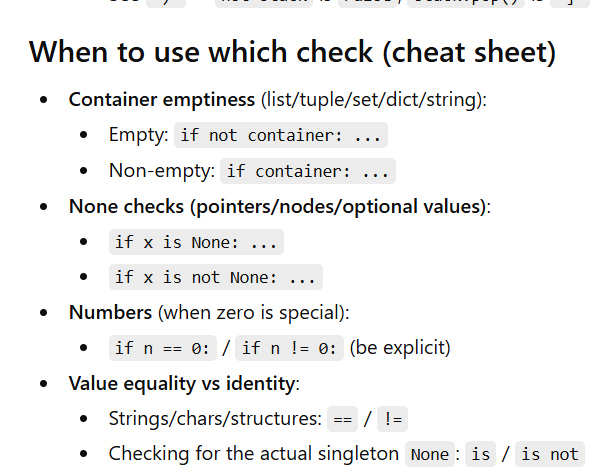 When to use which check (cheat sheet)
• Container emptiness (list/tuple/set/dict/string):
• Empty: if not container: ...
• Non-empty: if container: ...
• None checks (pointers/nodes/optional values):
• if x is None: ...
• if x is not None: ...
• Numbers (when zero is special):
• if n == 0: / if n != 0: (be explicit)
• Value equality vs identity:
• Strings/chars/structures: == / !=
• Checking for the actual singleton None: is / is not